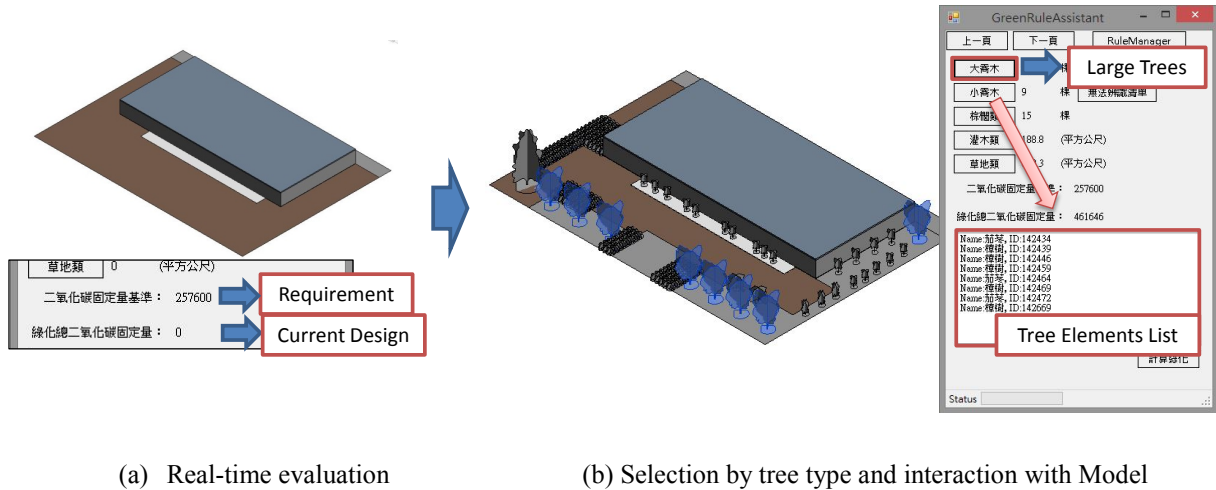 草地類 0 (平方公尺)
二氧化碳固定量基準： 257600
Requirement
綠化總二氧化碳固定量： 0
Current Design
GreenRuleAssistant
上一頁 下一頁 RuleManager
大喬木 Large Trees
小喬木 9 棵 無法辨識清單
棕櫚類 15 棵
灌木類 188.8 (平方公尺)
草地類 .3 (平方公尺)
二氧化碳固定量基準： 257600
綠化總二氧化碳固定量： 461646
Name:茄苳, ID:142434
Name:樟樹, ID:142439
Name:樟樹, ID:142446
Name:樟樹, ID:142459
Name:茄苳, ID:142464
Name:樟樹, ID:142469
Name:茄苳, ID:142472
Name:樟樹, ID:142669
Tree Elements List
計算綠化
Status
(a) Real-time evaluation
(b) Selection by tree type and interaction with Model